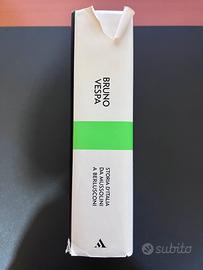 BRUNO
VESPA
STORIA D'ITALIA
DA MUSSOLINI
A BERLUSCONI
A
subito